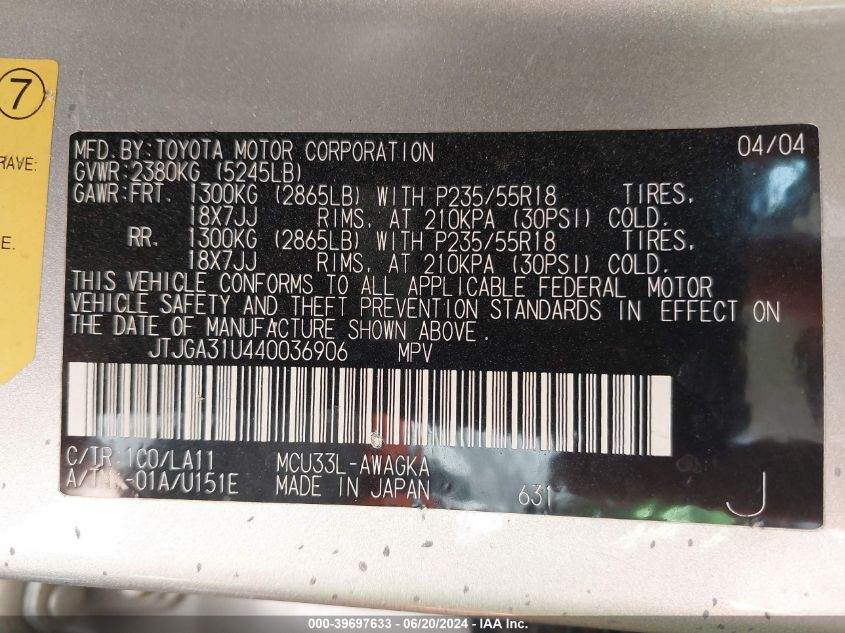 7
RAVE:
E.
MFD. BY: TOYOTA MOTOR CORPORATION 04/04
GVWR: 2380KG (5245LB)
GAWR: FRT. 1300KG (2865LB) WITH P235/55R18 TIRES,
18X7JJ RIMS, AT 210KPA (30PSI) COLD.
RR. 1300KG (2865LB) WITH P235/55R18 TIRES,
18X7JJ RIMS, AT 210KPA (30PSI) COLD.
THIS VEHICLE CONFORMS TO ALL APPLICABLE FEDERAL MOTOR
VEHICLE SAFETY AND THEFT PREVENTION STANDARDS IN EFFECT ON
THE DATE OF MANUFACTURE SHOWN ABOVE.
JTJGA31U440036906 MPV
C/TR: 1C0/LA11 MCU33L-AWAGKA
-01A/U151E MADE IN JAPAN 631 J
000-39697633 / 06/20/2024 / IAA Inc.